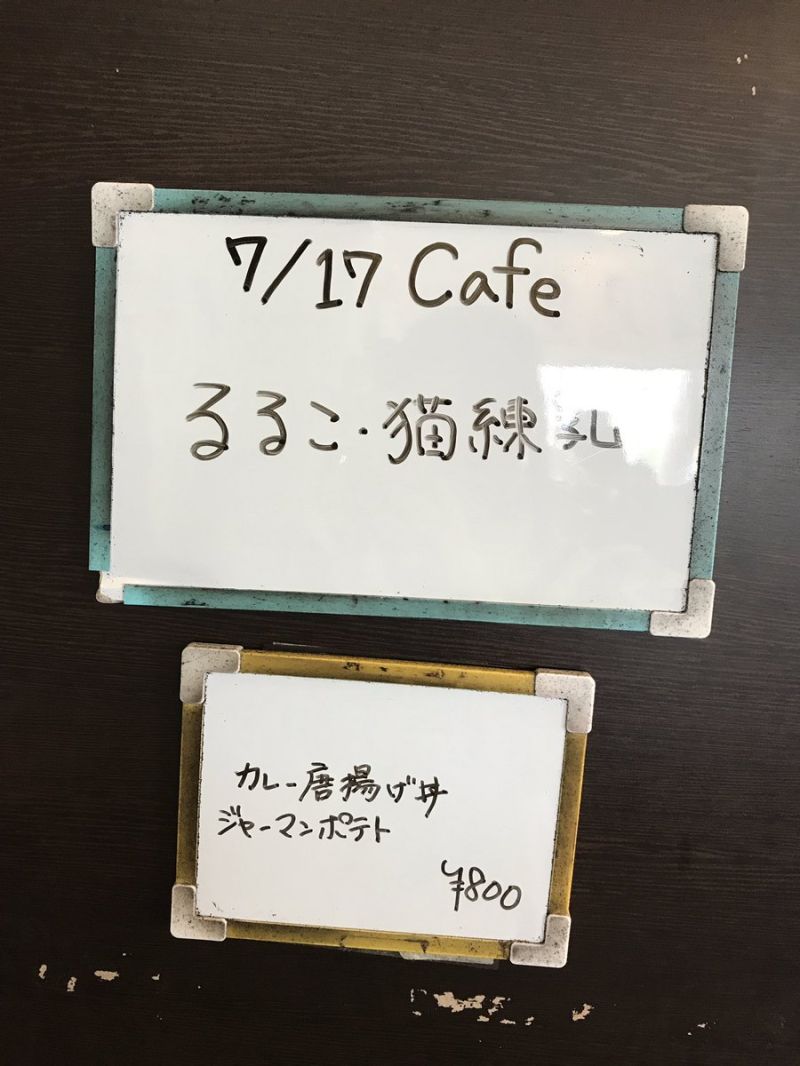 7/17 Cafe
るるこ・猫練乳
カレー唐揚げ丼
ジャーマンポテト
¥800